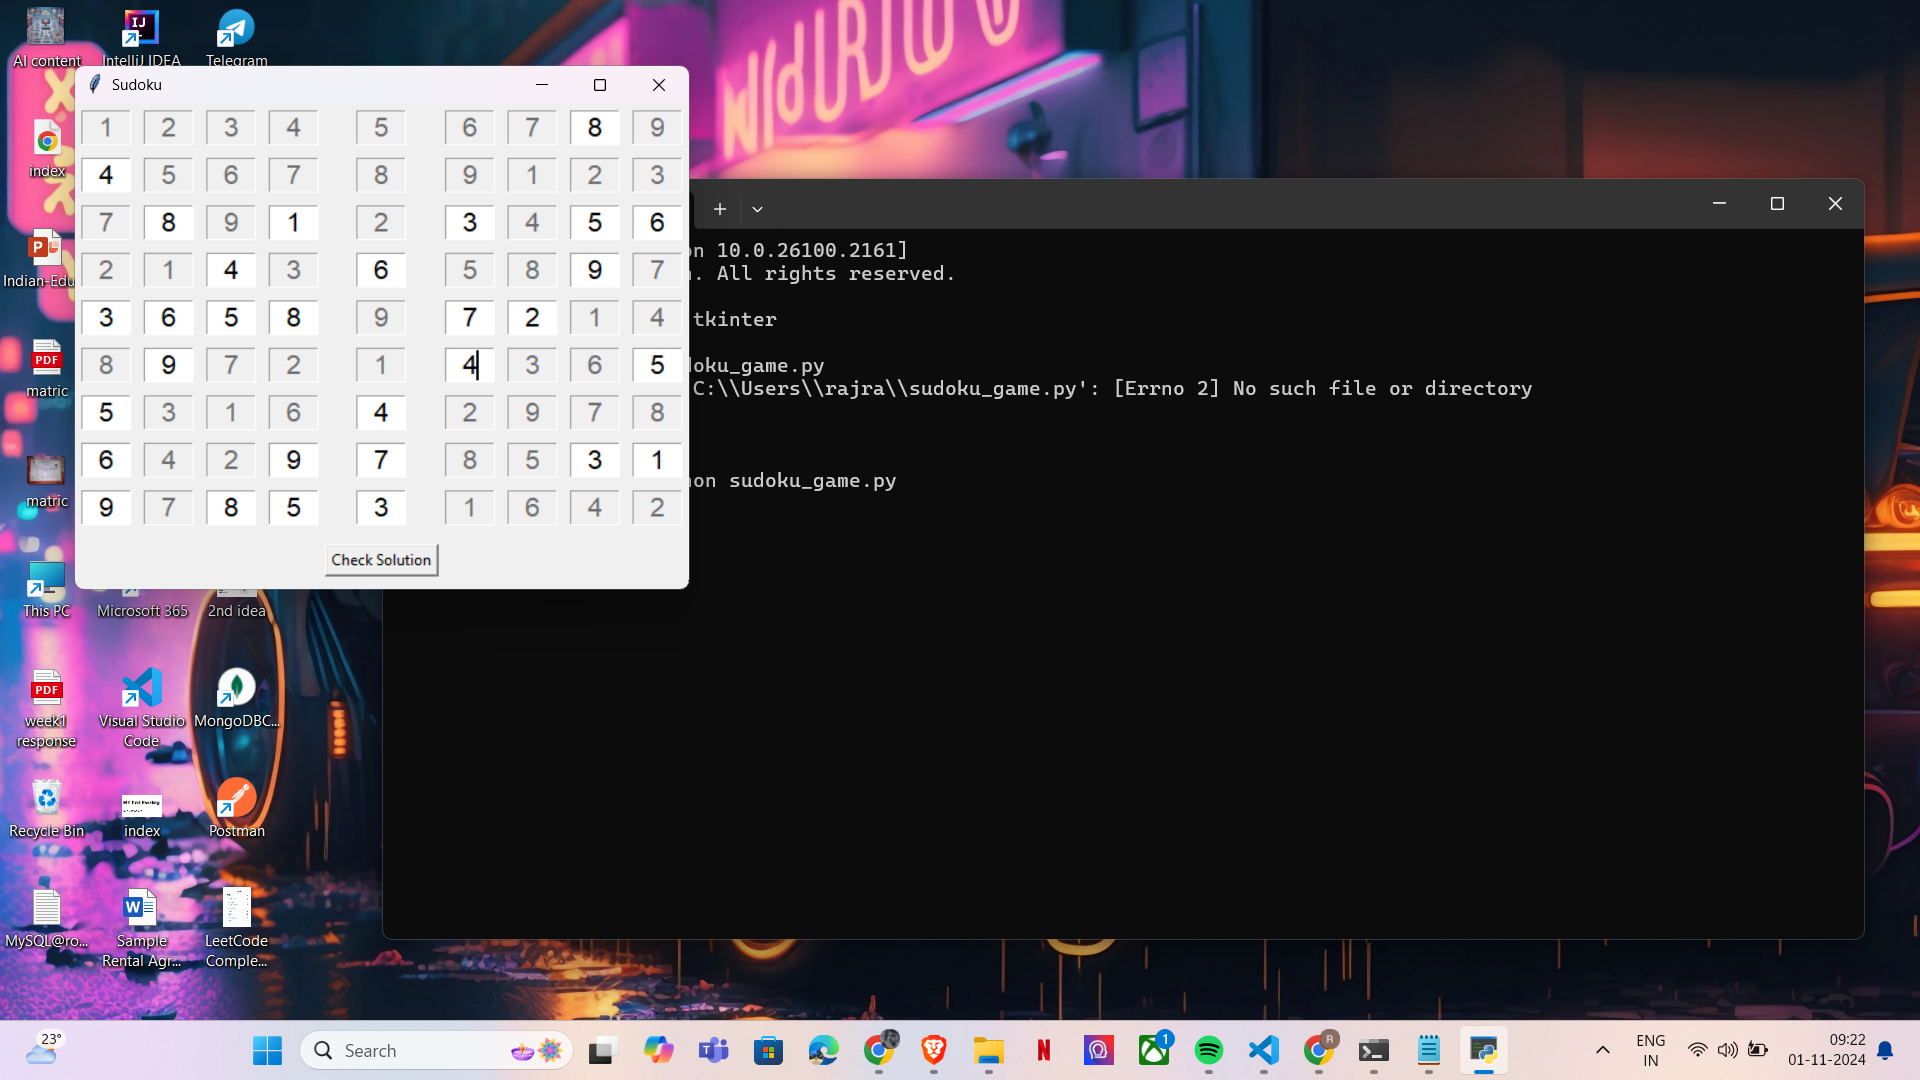 AI content
IntelliJ IDEA
Telegram
Sudoku
1 2 3 4 5 6 7 8 9
4 5 6 7 8 9 1 2 3
7 8 9 1 2 3 4 5 6
2 1 4 3 6 5 8 9 7
3 6 5 8 9 7 2 1 4
8 9 7 2 1 4 3 6 5
5 3 1 6 4 2 9 7 8
6 4 2 9 7 8 5 3 1
9 7 8 5 3 1 6 4 2
Check Solution
index
Indian-Edu
matric
matric
This PC
Microsoft 365
2nd idea
PDF
PDF
week1
response
Visual Studio
Code
MongoDBC...
Recycle Bin
index
Postman
MySQL@ro...
Sample
Rental Agr...
LeetCode
Comple...
on 10.0.26100.2161]
. All rights reserved.
tkinter
doku_game.py
C:\\Users\\rajra\\sudoku_game.py': [Errno 2] No such file or directory
hon sudoku_game.py
23°
Search
1
R
ENG
IN
09:22
01-11-2024